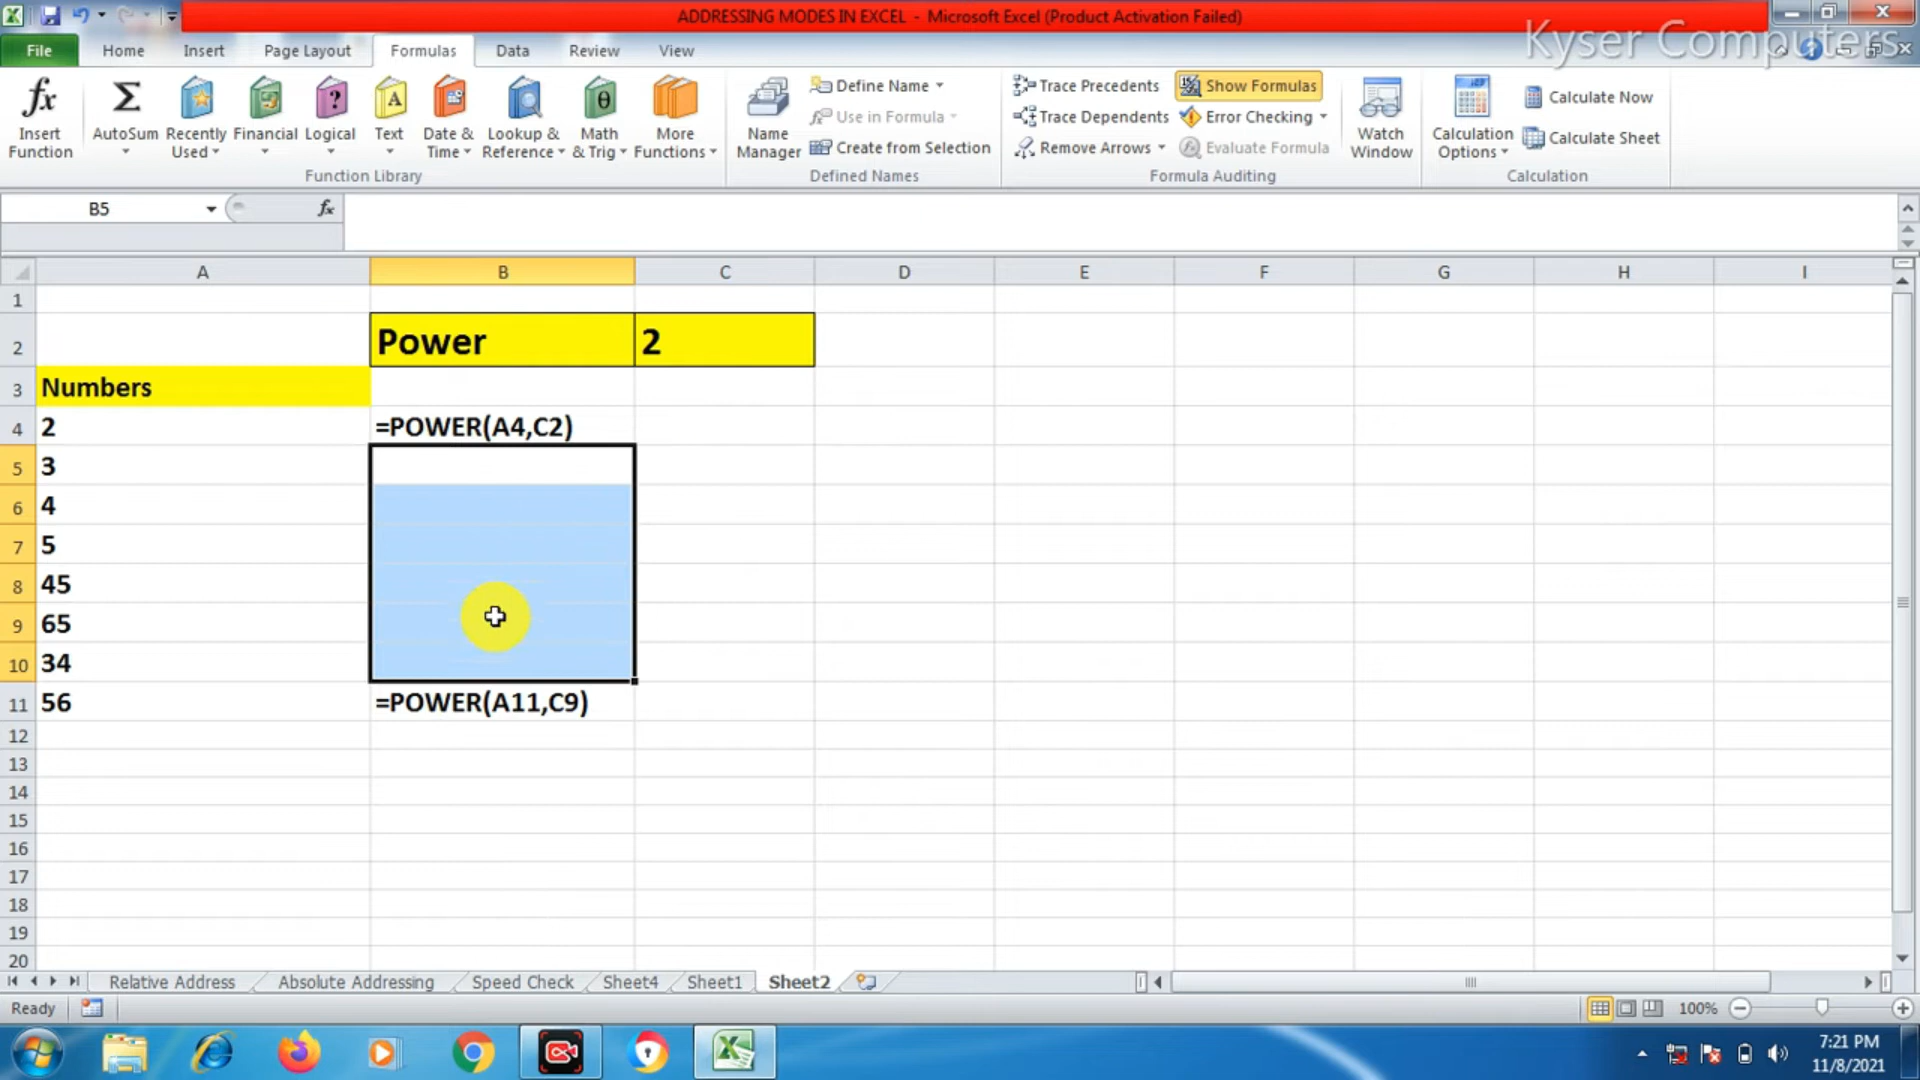 ADDRESSING MODES IN EXCEL - Microsoft Excel (Product Activation Failed)
Kyser Computers
File Home Insert Page Layout Formulas Data Review View
Insert Function
AutoSum
Recently Used
Financial
Logical
Text
Date & Time
Lookup & Reference
Math & Trig
More Functions
Function Library
Name Manager
Define Name
Use in Formula
Create from Selection
Defined Names
Trace Precedents
Trace Dependents
Remove Arrows
Show Formulas
Error Checking
Evaluate Formula
Formula Auditing
Watch Window
Calculation Options
Calculate Now
Calculate Sheet
Calculation
B5 fx
A B C D E F G H I
1
2 Power 2
3 Numbers
4 2 =POWER(A4,C2)
5 3
6 4
7 5
8 45
9 65
10 34
11 56 =POWER(A11,C9)
12
13
14
15
16
17
18
19
20
Relative Address Absolute Addressing Speed Check Sheet4 Sheet1 Sheet2
Ready 100%
7:21 PM
11/8/2021